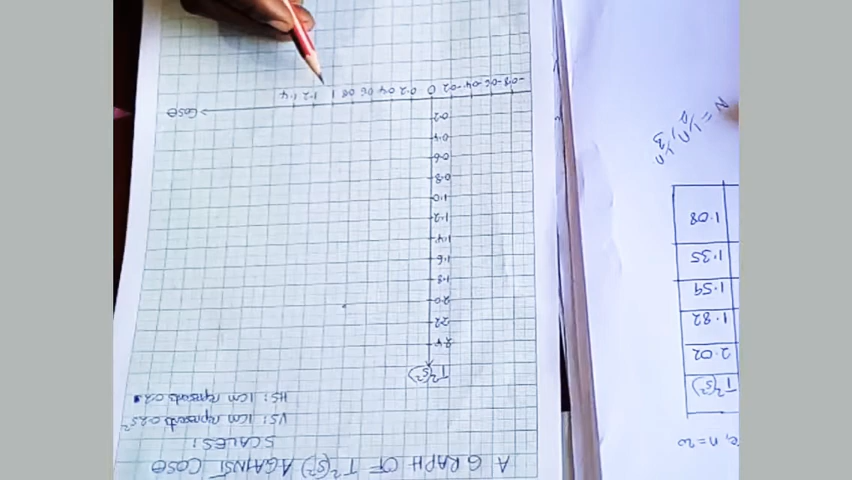 A GRAPH OF T²(S²) AGAINST COSθ
SCALES:
VS: 1cm represents 0.2s²
HS: 1cm represents 0.2
T²(s²)
2.4
2.2
2.0
1.8
1.6
1.4
1.2
1.0
0.8
0.6
0.4
0.2
-0.8 -0.6 -0.4 -0.2 0 0.2 0.4 0.6 0.8 1 1.2 1.4
Cosθ
T²(s²)
2.02
1.82
1.59
1.35
1.08